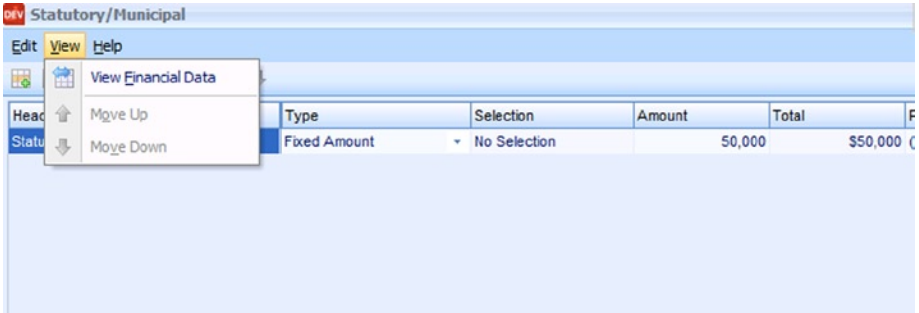 DEV Statutory/Municipal
Edit View Help
View Financial Data
Move Up
Move Down
Head Type Selection Amount Total
Statu Fixed Amount No Selection 50,000 $50,000